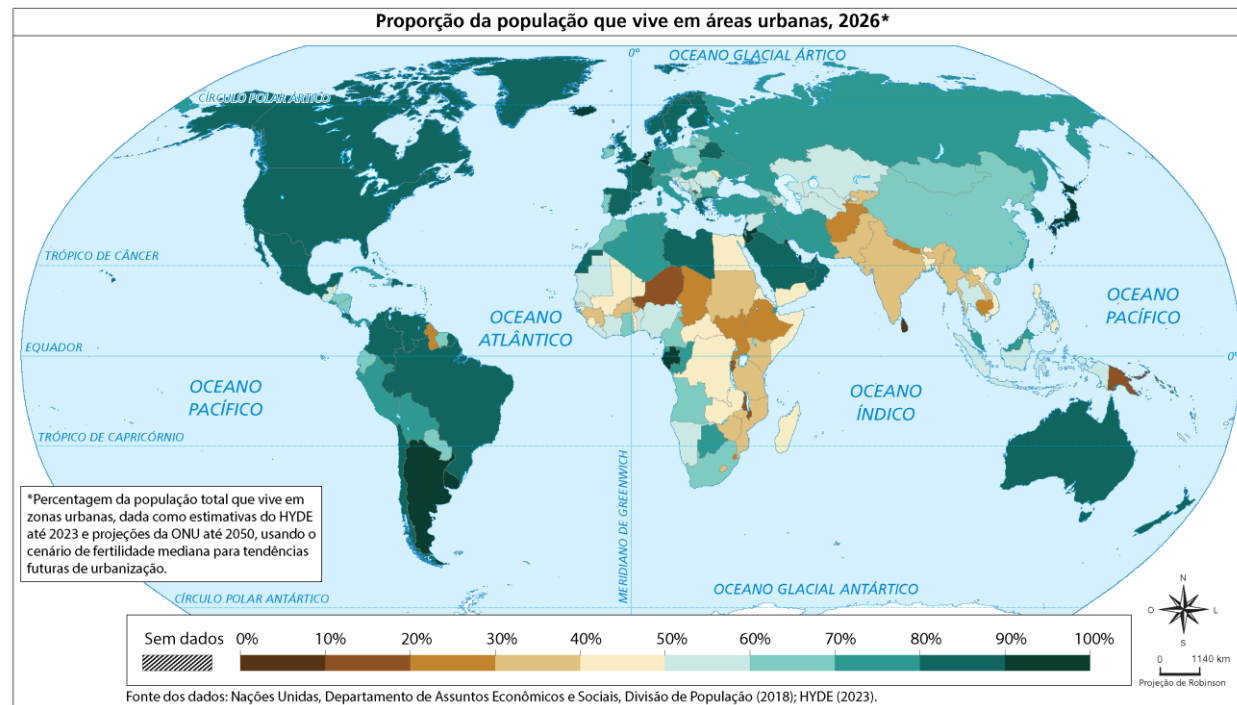 Proporção da população que vive em áreas urbanas, 2026*
0°
OCEANO GLACIAL ÁRTICO
CÍRCULO POLAR ÁRTICO
TRÓPICO DE CÂNCER
OCEANO
ATLÂNTICO
OCEANO
PACÍFICO
EQUADOR
0°
OCEANO
PACÍFICO
OCEANO
ÍNDICO
TRÓPICO DE CAPRICÓRNIO
MERIDIANO DE GREENWICH
*Percentagem da população total que vive em
zonas urbanas, dada como estimativas do HYDE
até 2023 e projeções da ONU até 2050, usando o
cenário de fertilidade mediana para tendências
futuras de urbanização.
OCEANO GLACIAL ANTÁRTICO
CÍRCULO POLAR ANTÁRTICO
N
O L
S
Sem dados 0% 10% 20% 30% 40% 50% 60% 70% 80% 90% 100%
0 1140 km
Projeção de Robinson
Fonte dos dados: Nações Unidas, Departamento de Assuntos Econômicos e Sociais, Divisão de População (2018); HYDE (2023).